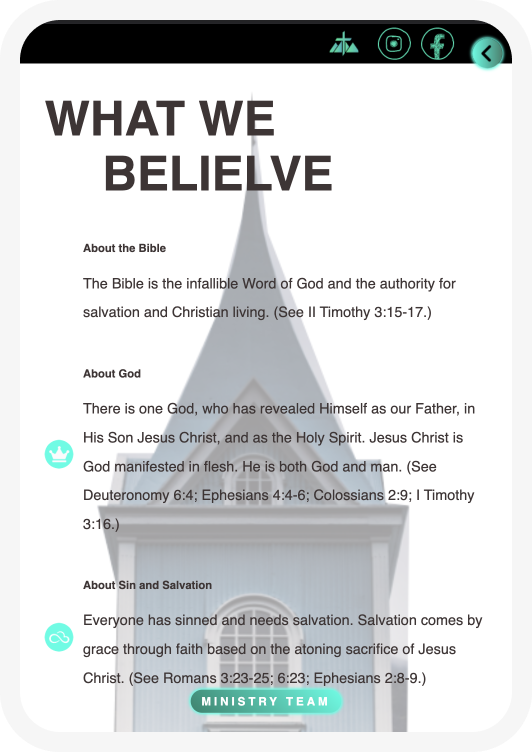 WHAT WE
BELIELVE
About the Bible
The Bible is the infallible Word of God and the authority for
salvation and Christian living. (See II Timothy 3:15-17.)
About God
There is one God, who has revealed Himself as our Father, in
His Son Jesus Christ, and as the Holy Spirit. Jesus Christ is
God manifested in flesh. He is both God and man. (See
Deuteronomy 6:4; Ephesians 4:4-6; Colossians 2:9; I Timothy
3:16.)
About Sin and Salvation
Everyone has sinned and needs salvation. Salvation comes by
grace through faith based on the atoning sacrifice of Jesus
Christ. (See Romans 3:23-25; 6:23; Ephesians 2:8-9.)
MINISTRY TEAM